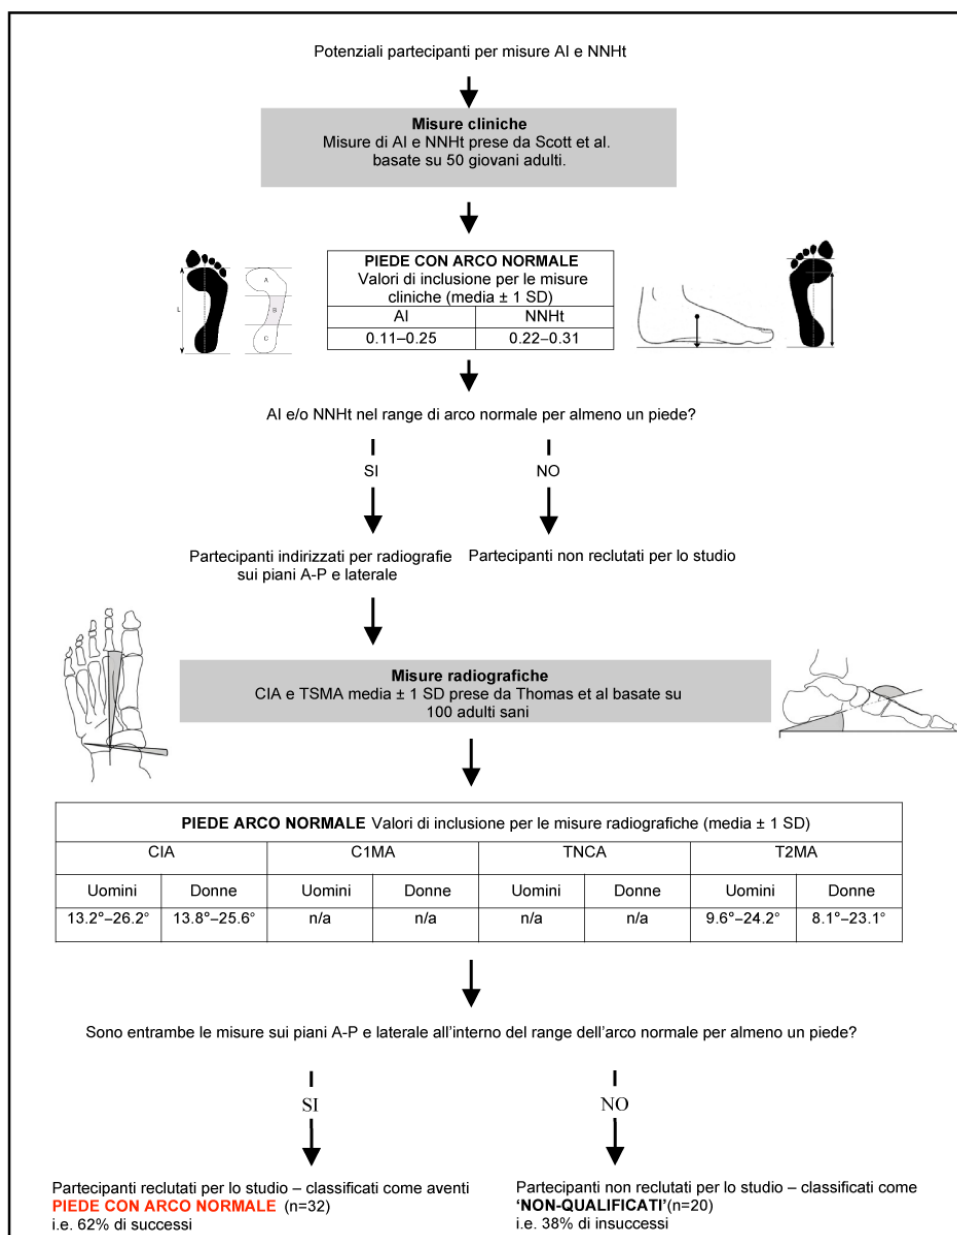 Potenziali partecipanti per misure AI e NNHt
Misure cliniche
Misure di AI e NNHt prese da Scott et al.
basate su 50 giovani adulti.
PIEDE CON ARCO NORMALE
Valori di inclusione per le misure
cliniche (media ± 1 SD)
AI NNHt
0.11–0.25 0.22–0.31
L
A
B
C
AI e/o NNHt nel range di arco normale per almeno un piede?
SI NO
Partecipanti indirizzati per radiografie
sui piani A-P e laterale
Partecipanti non reclutati per lo studio
Misure radiografiche
CIA e TSMA media ± 1 SD prese da Thomas et al basate su
100 adulti sani
PIEDE ARCO NORMALE Valori di inclusione per le misure radiografiche (media ± 1 SD)
CIA C1MA TNCA T2MA
Uomini Donne Uomini Donne Uomini Donne Uomini Donne
13.2°–26.2° 13.8°–25.6° n/a n/a n/a n/a 9.6°–24.2° 8.1°–23.1°
Sono entrambe le misure sui piani A-P e laterale all'interno del range dell'arco normale per almeno un piede?
SI NO
Partecipanti reclutati per lo studio – classificati come aventi
PIEDE CON ARCO NORMALE (n=32)
i.e. 62% di successi
Partecipanti non reclutati per lo studio – classificati come
'NON-QUALIFICATI'(n=20)
i.e. 38% di insuccessi